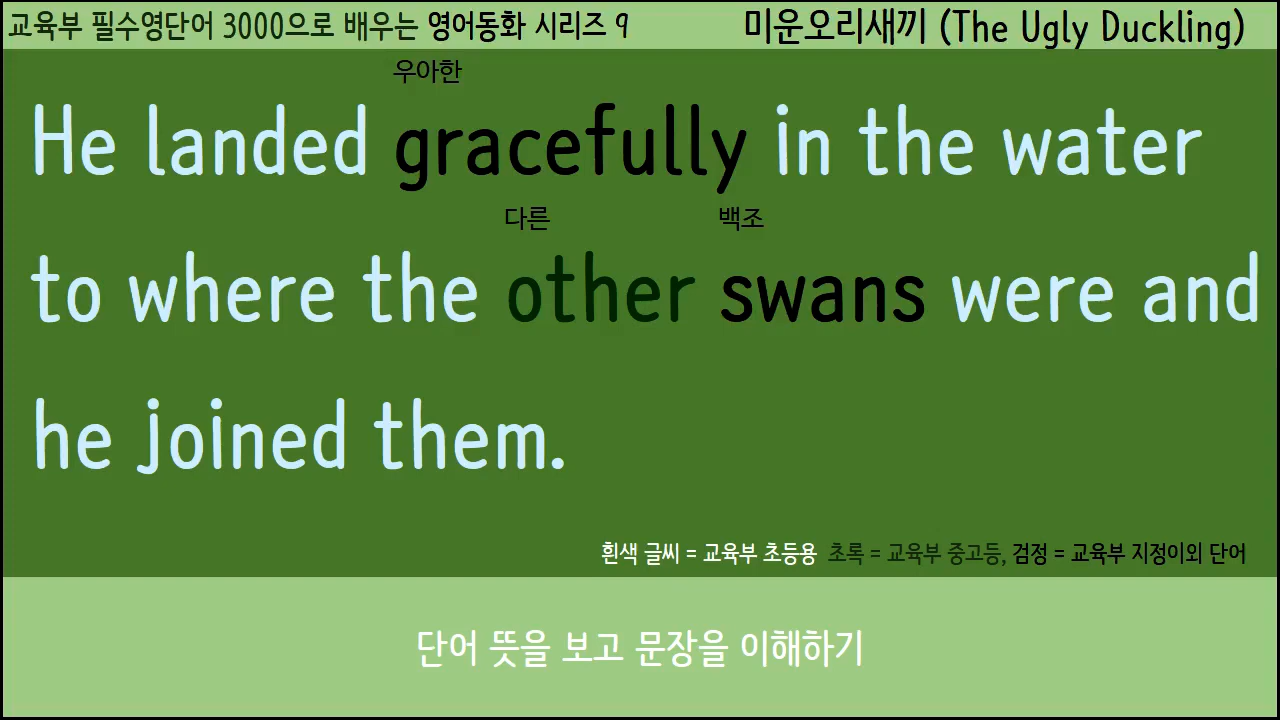 교육부 필수영단어 3000으로 배우는 영어동화 시리즈 9 미운오리새끼 (The Ugly Duckling)
우아한
He landed gracefully in the water
다른 백조
to where the other swans were and
he joined them.
흰색 글씨 = 교육부 초등용 초록 = 교육부 중고등, 검정 = 교육부 지정이외 단어
단어 뜻을 보고 문장을 이해하기